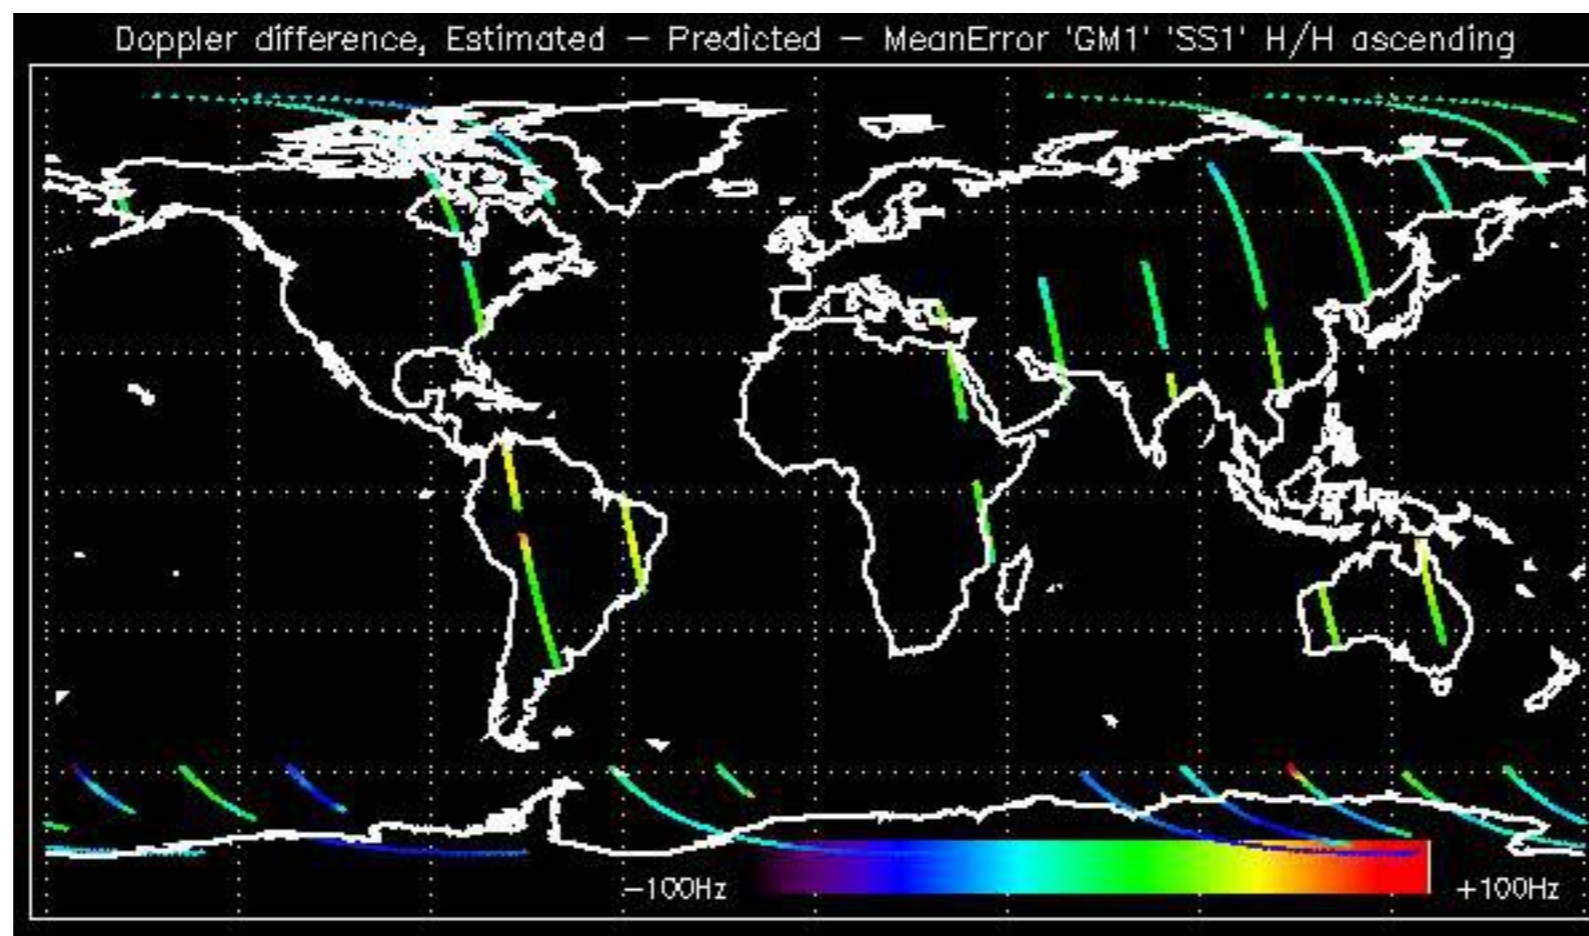 Doppler difference, Estimated – Predicted – MeanError 'GM1' 'SS1' H/H ascending
–100Hz
+100Hz